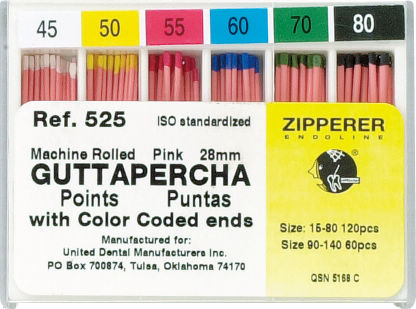 45 50 55 60 70 80
Ref. 525 ISO standardized
Machine Rolled Pink 28mm
GUTTAPERCHA
Points Puntas
with Color Coded ends
Manufactured for:
United Dental Manufacturers Inc.
PO Box 700874, Tulsa, Oklahoma 74170
ZIPPERER
ENDOLINE
®
Size: 15-80 120pcs
Size 90-140 60pcs
QSN 5168 C